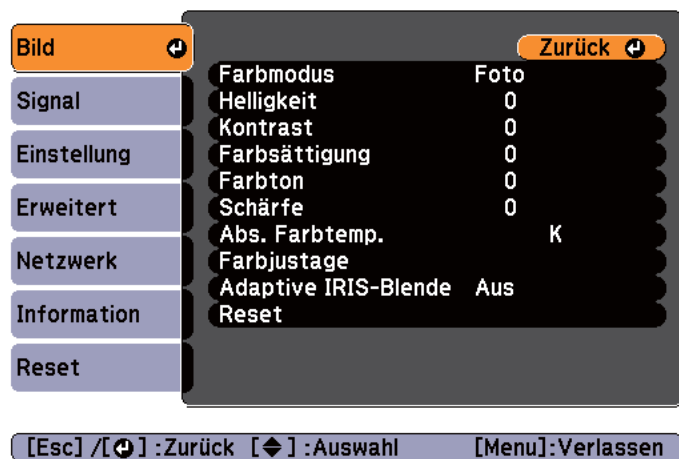 Bild
Signal
Einstellung
Erweitert
Netzwerk
Information
Reset
Zurück
Farbmodus Foto
Helligkeit 0
Kontrast 0
Farbsättigung 0
Farbton 0
Schärfe 0
Abs. Farbtemp. K
Farbjustage
Adaptive IRIS-Blende Aus
Reset
[Esc] /[ ] :Zurück [ ] :Auswahl [Menu]:Verlassen